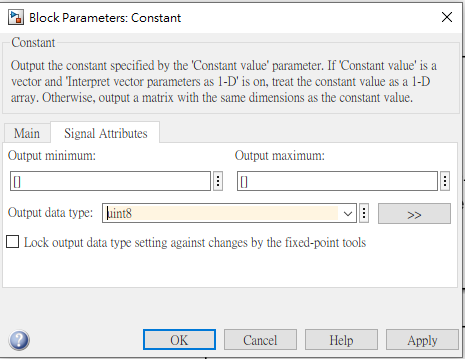 Block Parameters: Constant
Constant
Output the constant specified by the 'Constant value' parameter. If 'Constant value' is a
vector and 'Interpret vector parameters as 1-D' is on, treat the constant value as a 1-D
array. Otherwise, output a matrix with the same dimensions as the constant value.
Main Signal Attributes
Output minimum: Output maximum:
[] []
Output data type: uint8 >>
Lock output data type setting against changes by the fixed-point tools
? OK Cancel Help Apply